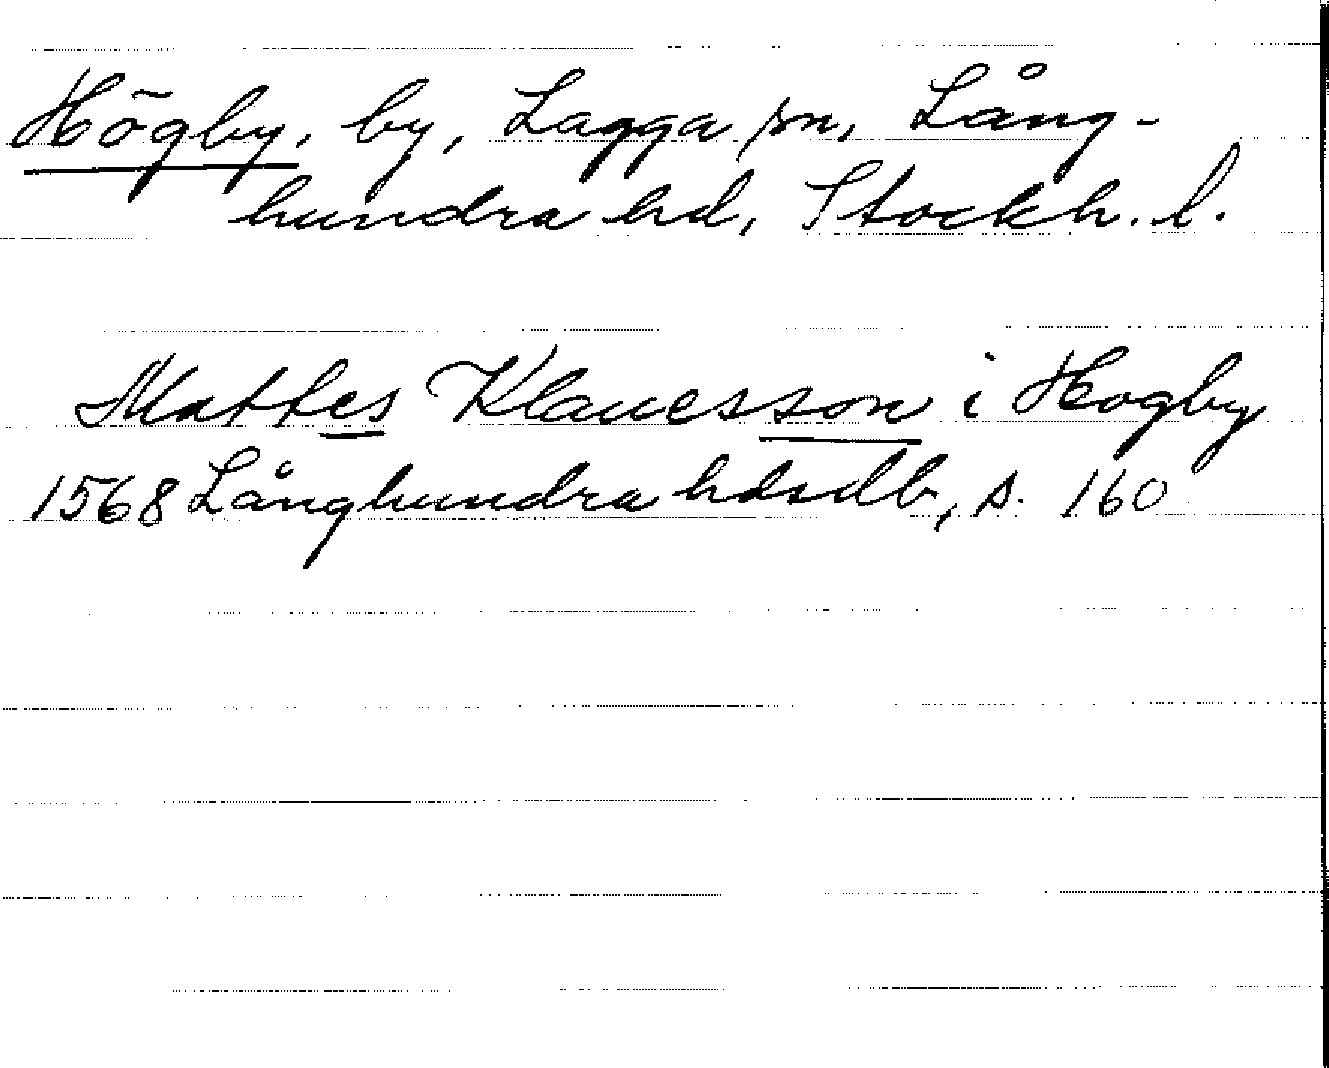 Högby, by, Lagga sn, Lång-
hundra hd, Stockh. l.
Mattes Klauesson i Hogby
1568 Långhundra hdsdb, s. 160